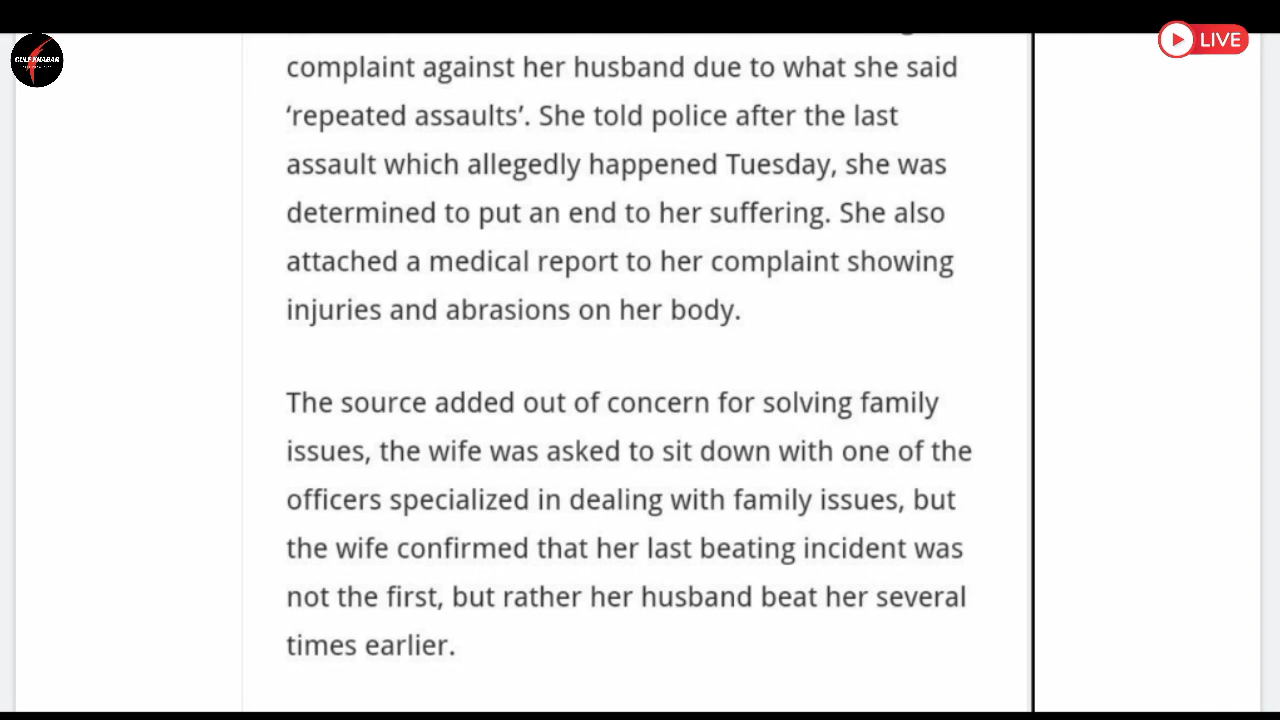 GULF KHABAR
LIVE
complaint against her husband due to what she said
‘repeated assaults’. She told police after the last
assault which allegedly happened Tuesday, she was
determined to put an end to her suffering. She also
attached a medical report to her complaint showing
injuries and abrasions on her body.
The source added out of concern for solving family
issues, the wife was asked to sit down with one of the
officers specialized in dealing with family issues, but
the wife confirmed that her last beating incident was
not the first, but rather her husband beat her several
times earlier.